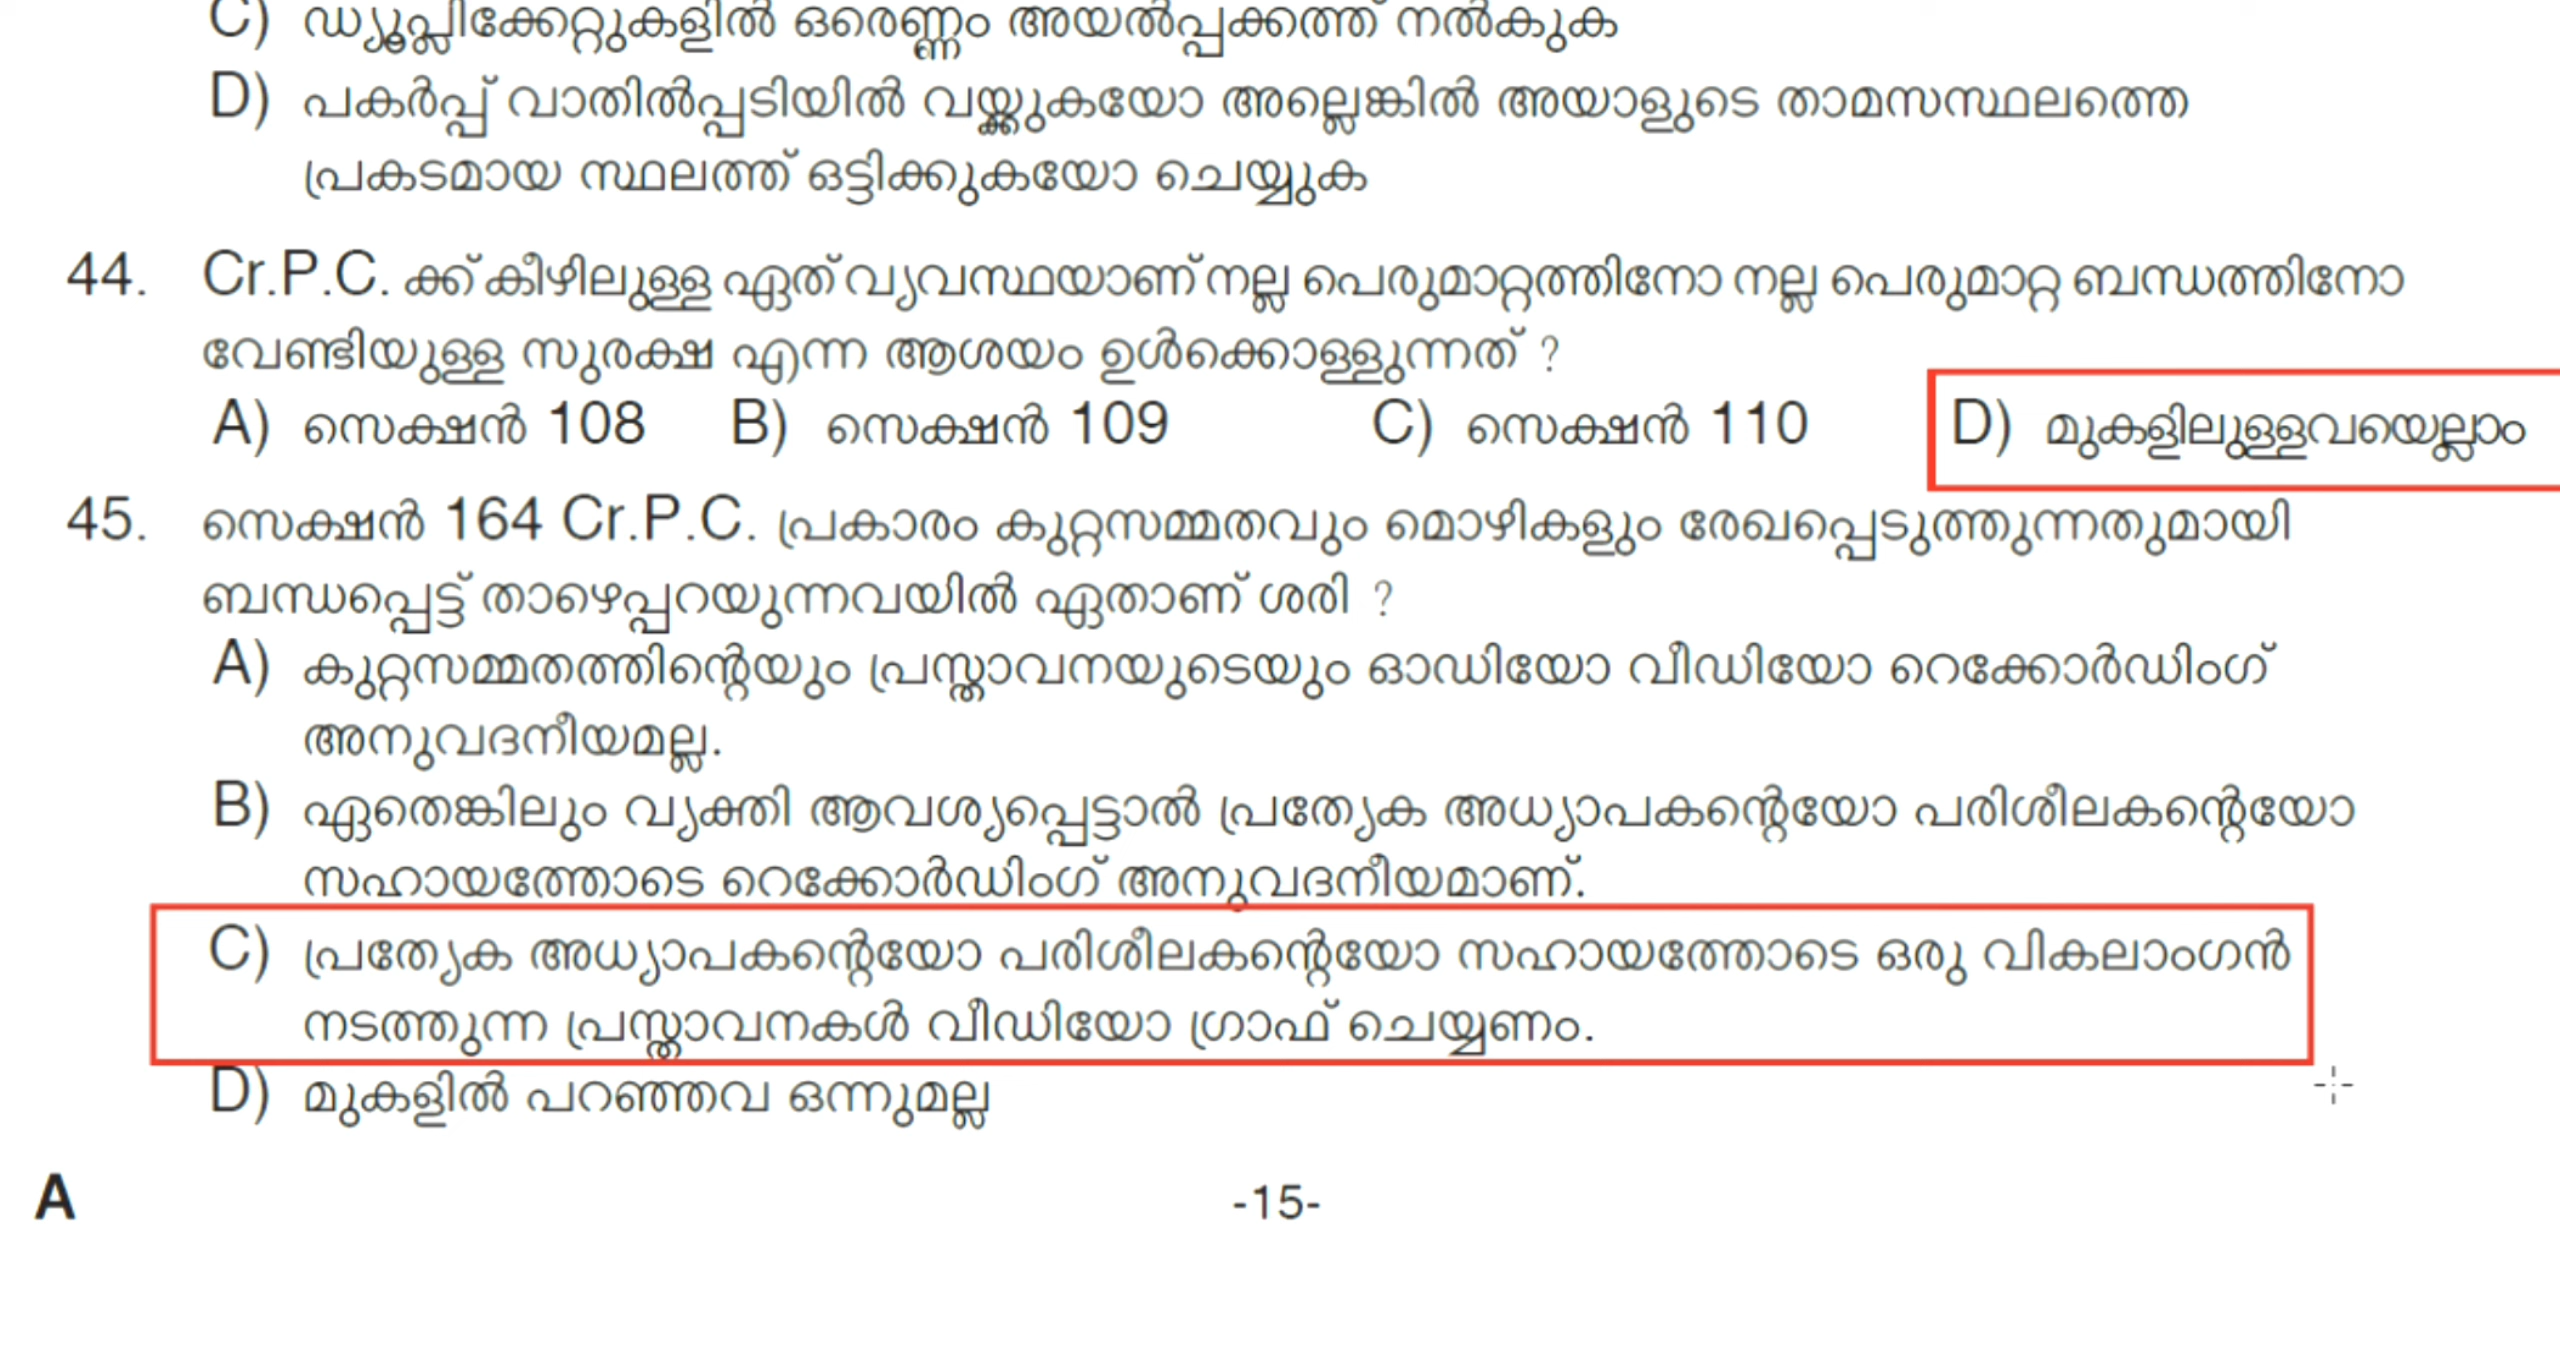 C) ഡ്യൂപ്ലിക്കേറ്റുകളിൽ ഒരെണ്ണം അയൽപ്പക്കത്ത് നൽകുക
D) പകർപ്പ് വാതിൽപ്പടിയിൽ വയ്ക്കുകയോ അല്ലെങ്കിൽ അയാളുടെ താമസസ്ഥലത്തെ
പ്രകടമായ സ്ഥലത്ത് ഒട്ടിക്കുകയോ ചെയ്യുക
44. Cr.P.C. ക്ക് കീഴിലുള്ള ഏത് വ്യവസ്ഥയാണ് നല്ല പെരുമാറ്റത്തിനോ നല്ല പെരുമാറ്റ ബന്ധത്തിനോ
വേണ്ടിയുള്ള സുരക്ഷ എന്ന ആശയം ഉൾക്കൊള്ളുന്നത് ?
A) സെക്ഷൻ 108 B) സെക്ഷൻ 109 C) സെക്ഷൻ 110 D) മുകളിലുള്ളവയെല്ലാം
45. സെക്ഷൻ 164 Cr.P.C. പ്രകാരം കുറ്റസമ്മതവും മൊഴികളും രേഖപ്പെടുത്തുന്നതുമായി
ബന്ധപ്പെട്ട് താഴെപ്പറയുന്നവയിൽ ഏതാണ് ശരി ?
A) കുറ്റസമ്മതത്തിന്റെയും പ്രസ്താവനയുടെയും ഓഡിയോ വീഡിയോ റെക്കോർഡിംഗ്
അനുവദനീയമല്ല.
B) ഏതെങ്കിലും വ്യക്തി ആവശ്യപ്പെട്ടാൽ പ്രത്യേക അധ്യാപകന്റെയോ പരിശീലകന്റെയോ
സഹായത്തോടെ റെക്കോർഡിംഗ് അനുവദനീയമാണ്.
C) പ്രത്യേക അധ്യാപകന്റെയോ പരിശീലകന്റെയോ സഹായത്തോടെ ഒരു വികലാംഗൻ
നടത്തുന്ന പ്രസ്താവനകൾ വീഡിയോ ഗ്രാഫ് ചെയ്യണം.
D) മുകളിൽ പറഞ്ഞവ ഒന്നുമല്ല
A -15-